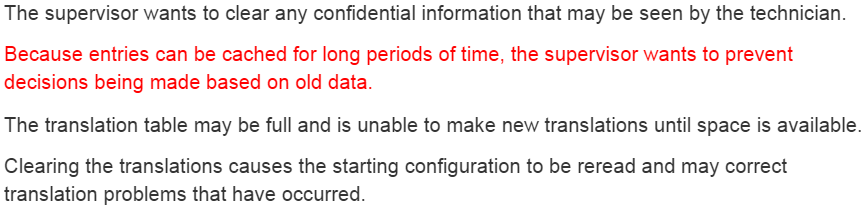 The supervisor wants to clear any confidential information that may be seen by the technician.
Because entries can be cached for long periods of time, the supervisor wants to prevent
decisions being made based on old data.
The translation table may be full and is unable to make new translations until space is available.
Clearing the translations causes the starting configuration to be reread and may correct
translation problems that have occurred.